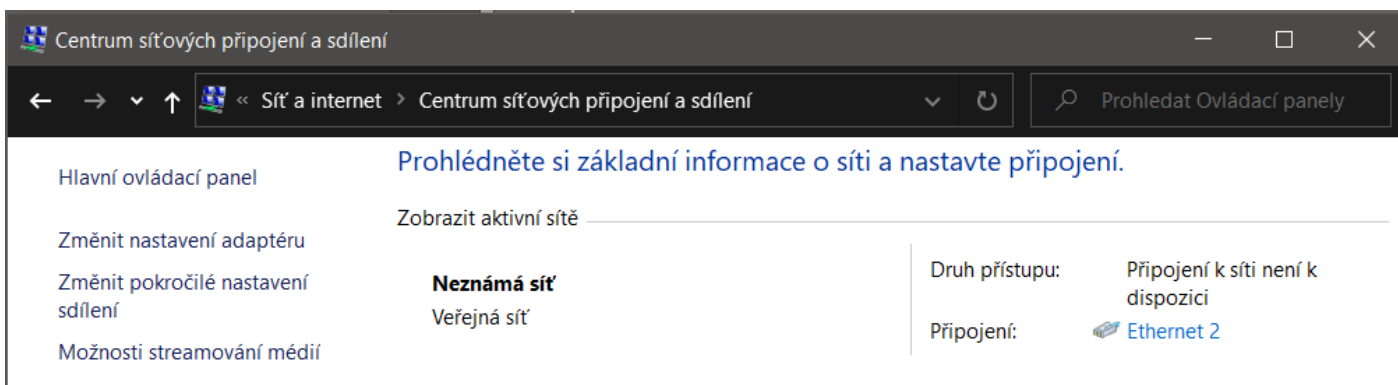 Centrum síťových připojení a sdílení
« Síť a internet > Centrum síťových připojení a sdílení
Prohledat Ovládací panely
Hlavní ovládací panel
Změnit nastavení adaptéru
Změnit pokročilé nastavení
sdílení
Možnosti streamování médií
Prohlédněte si základní informace o síti a nastavte připojení.
Zobrazit aktivní sítě
Neznámá síť
Veřejná síť
Druh přístupu: Připojení k síti není k
dispozici
Připojení: Ethernet 2